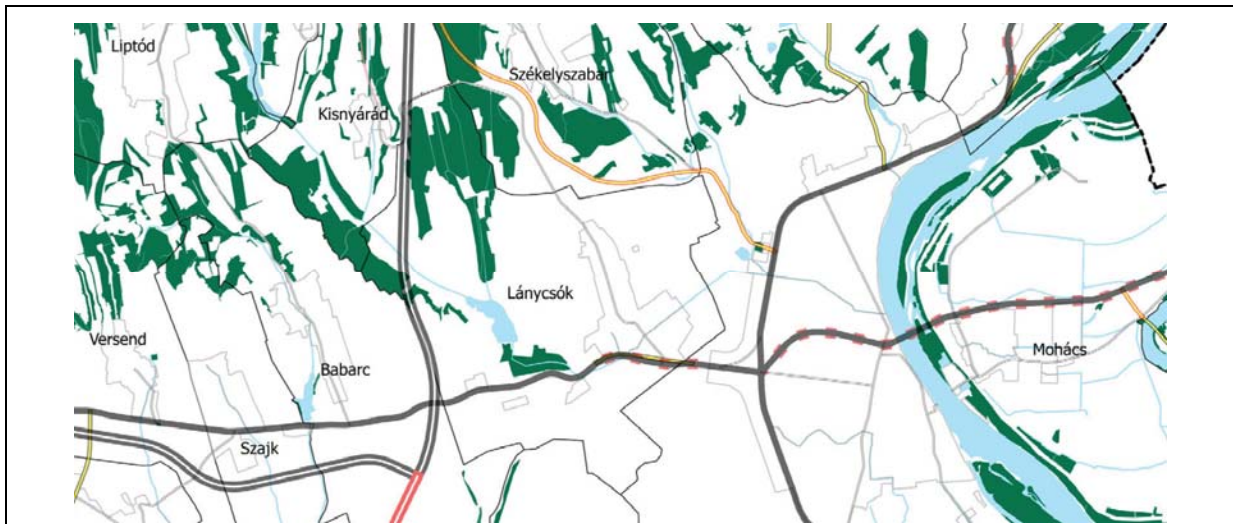 Liptód
Székelyszabar
Kisnyárád
Lánycsók
Versend
Mohács
Babarc
Szajk